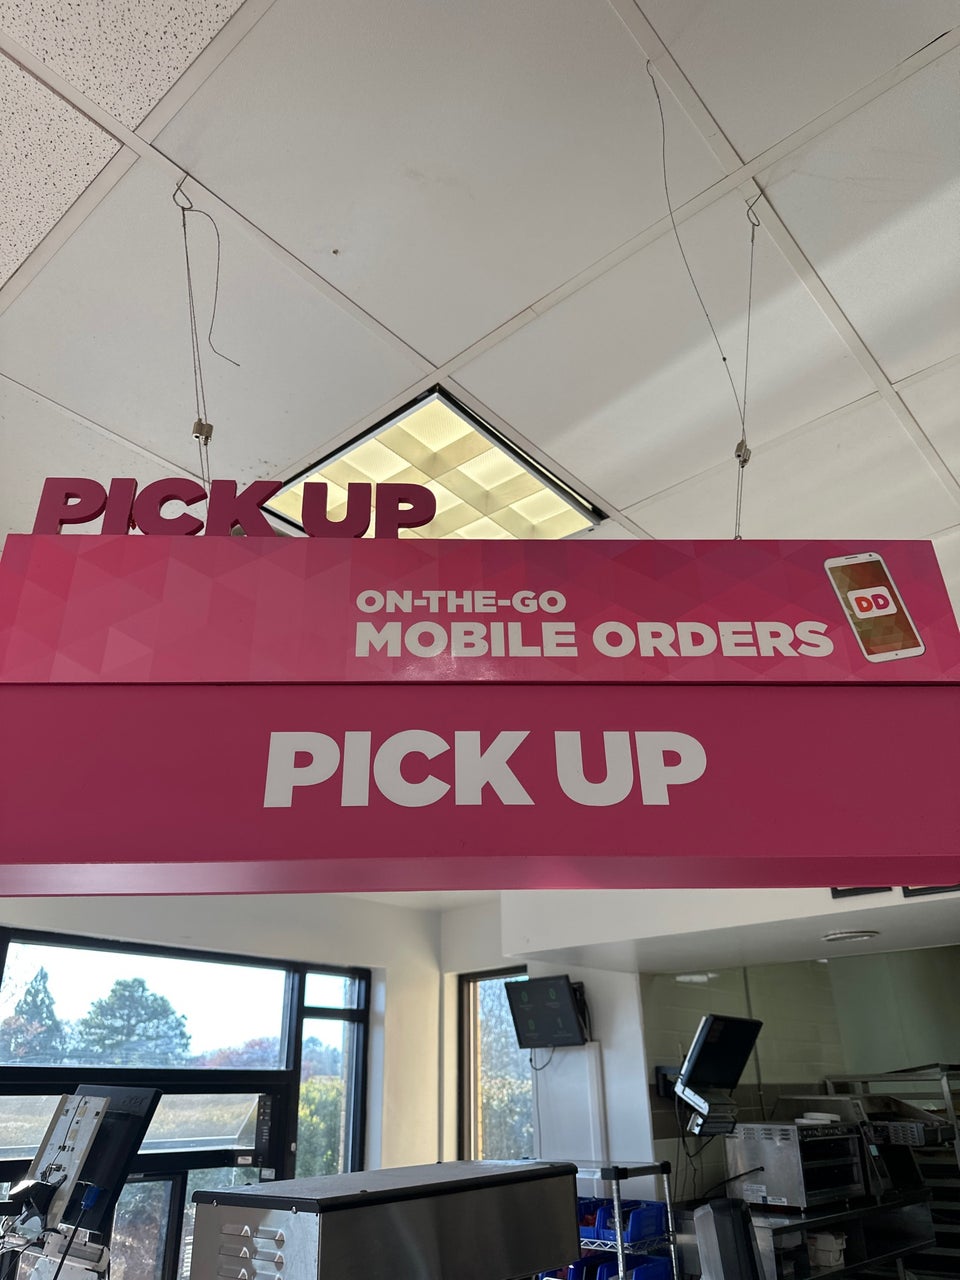 PICK UP
ON-THE-GO
MOBILE ORDERS
DD
PICK UP